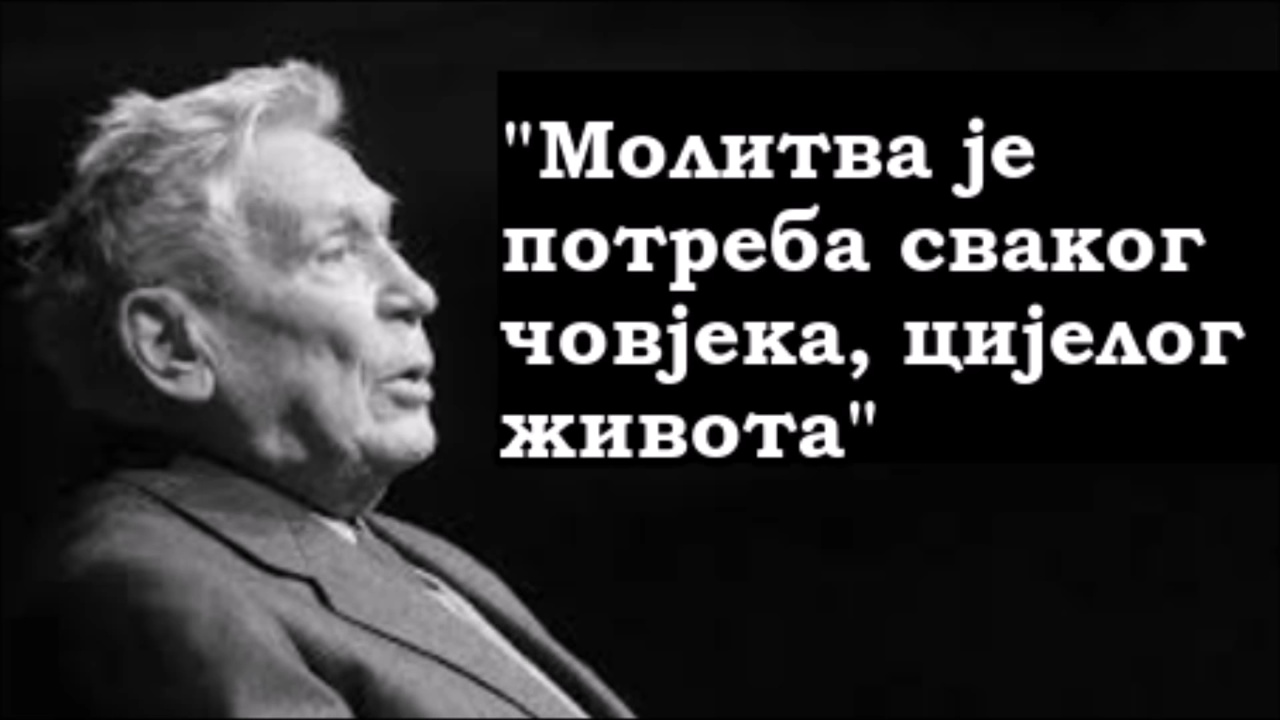 "Молитва је
потреба сваког
човјека, цијелог
живота"